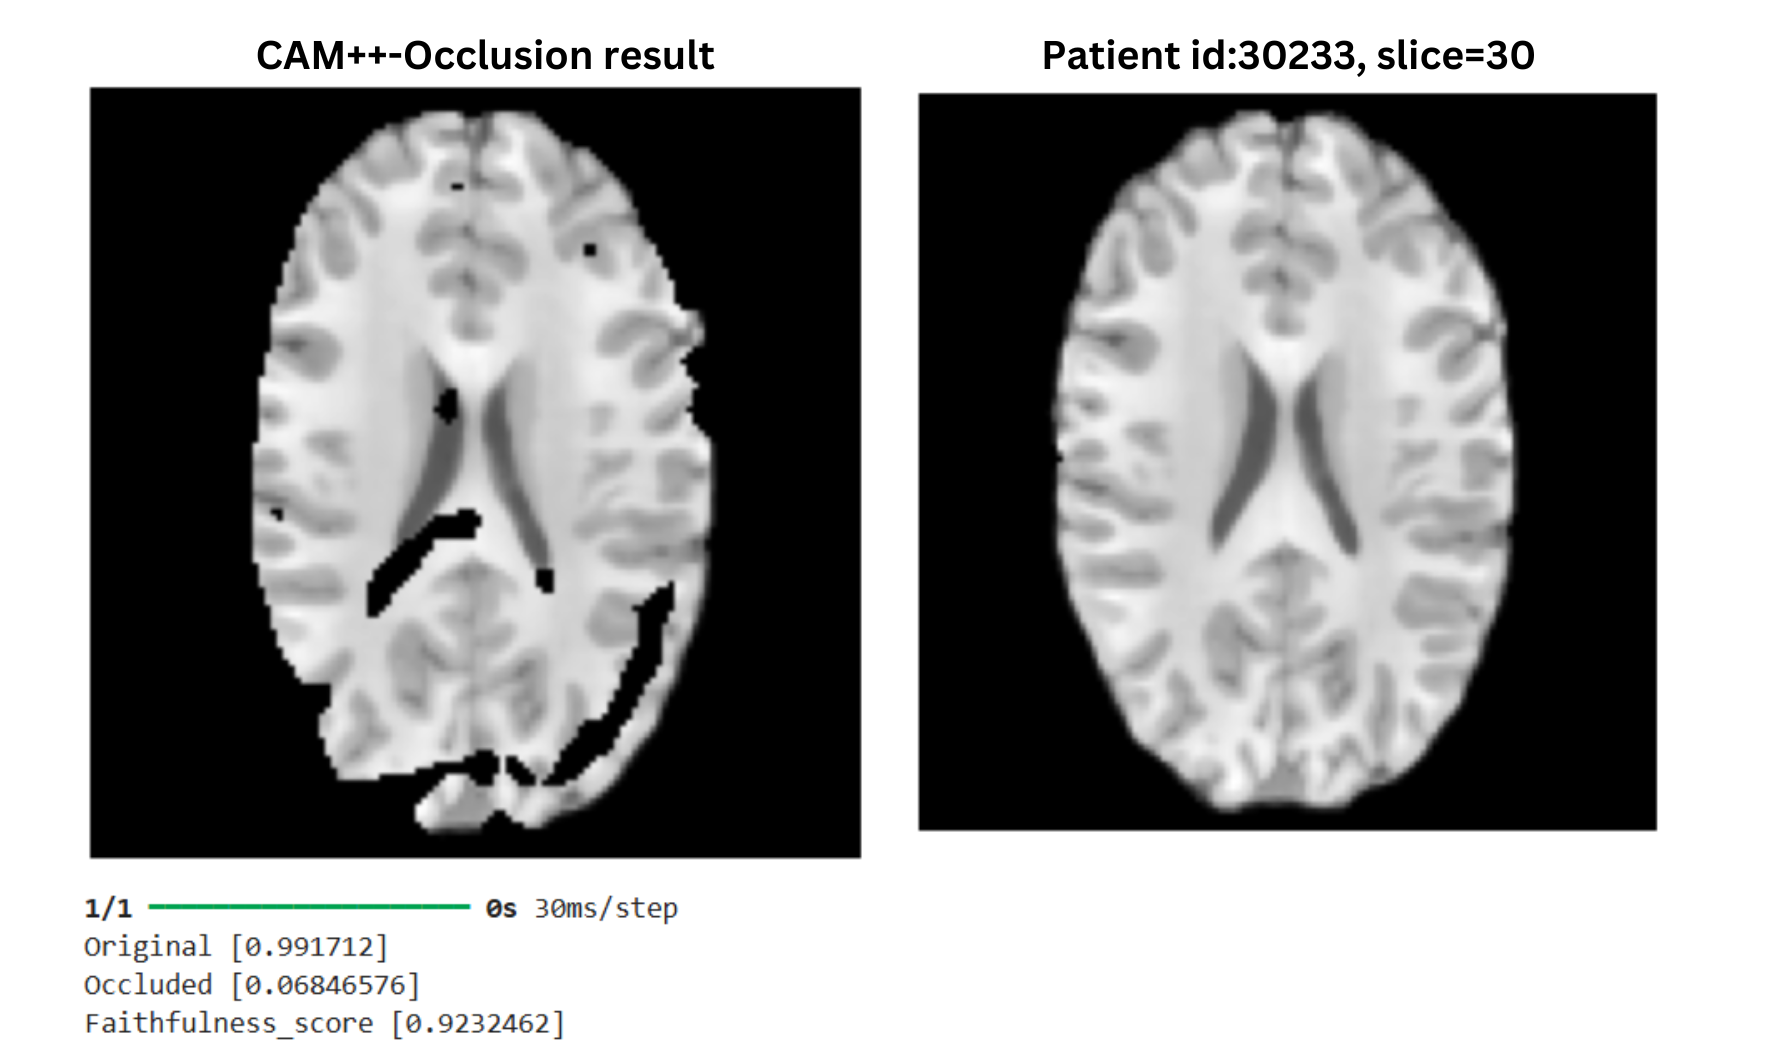 CAM++-Occlusion result
Patient id:30233, slice=30
1/1 0s 30ms/step
Original [0.991712]
Occluded [0.06846576]
Faithfulness_score [0.9232462]